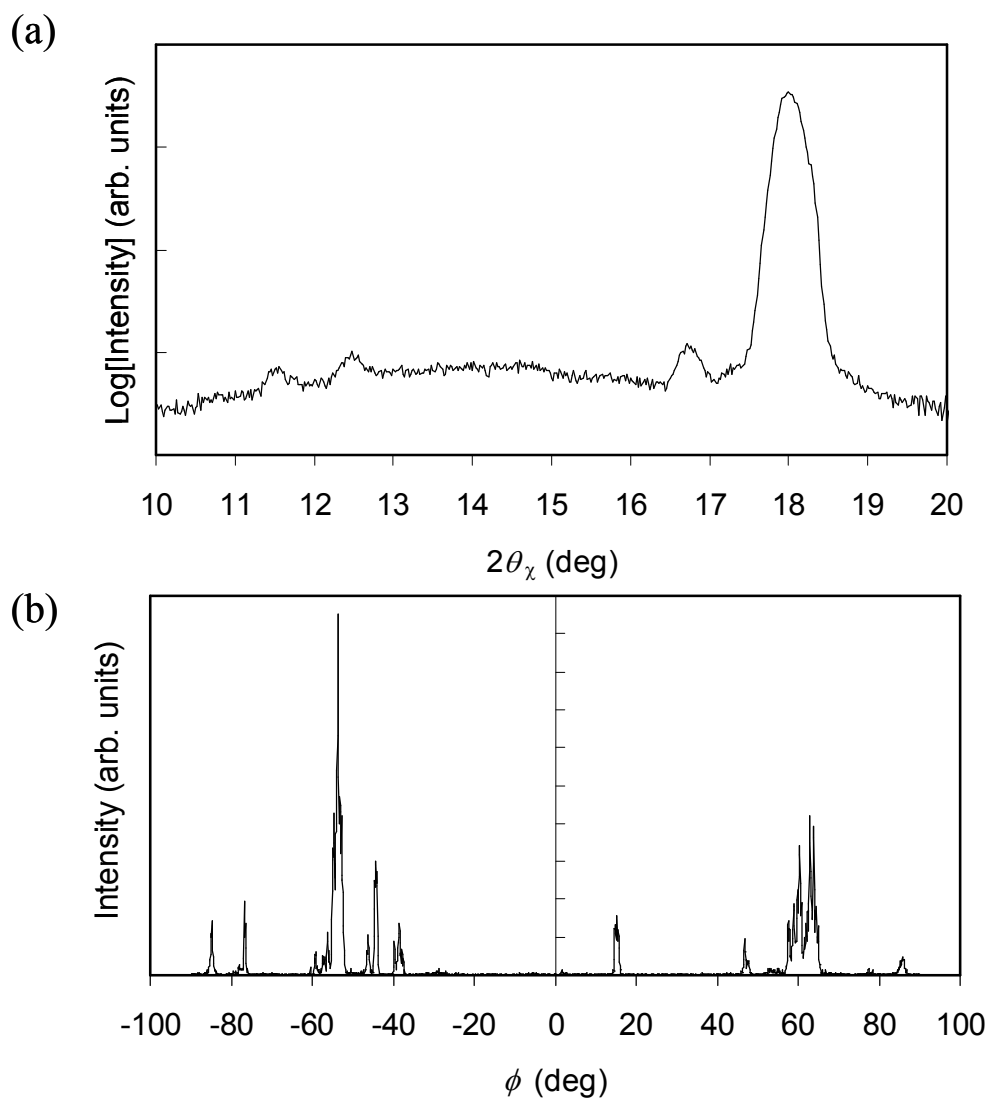 (a)
Log[Intensity] (arb. units)
10 11 12 13 14 15 16 17 18 19 20
2θχ (deg)
(b)
Intensity (arb. units)
-100 -80 -60 -40 -20 0 20 40 60 80 100
ϕ (deg)